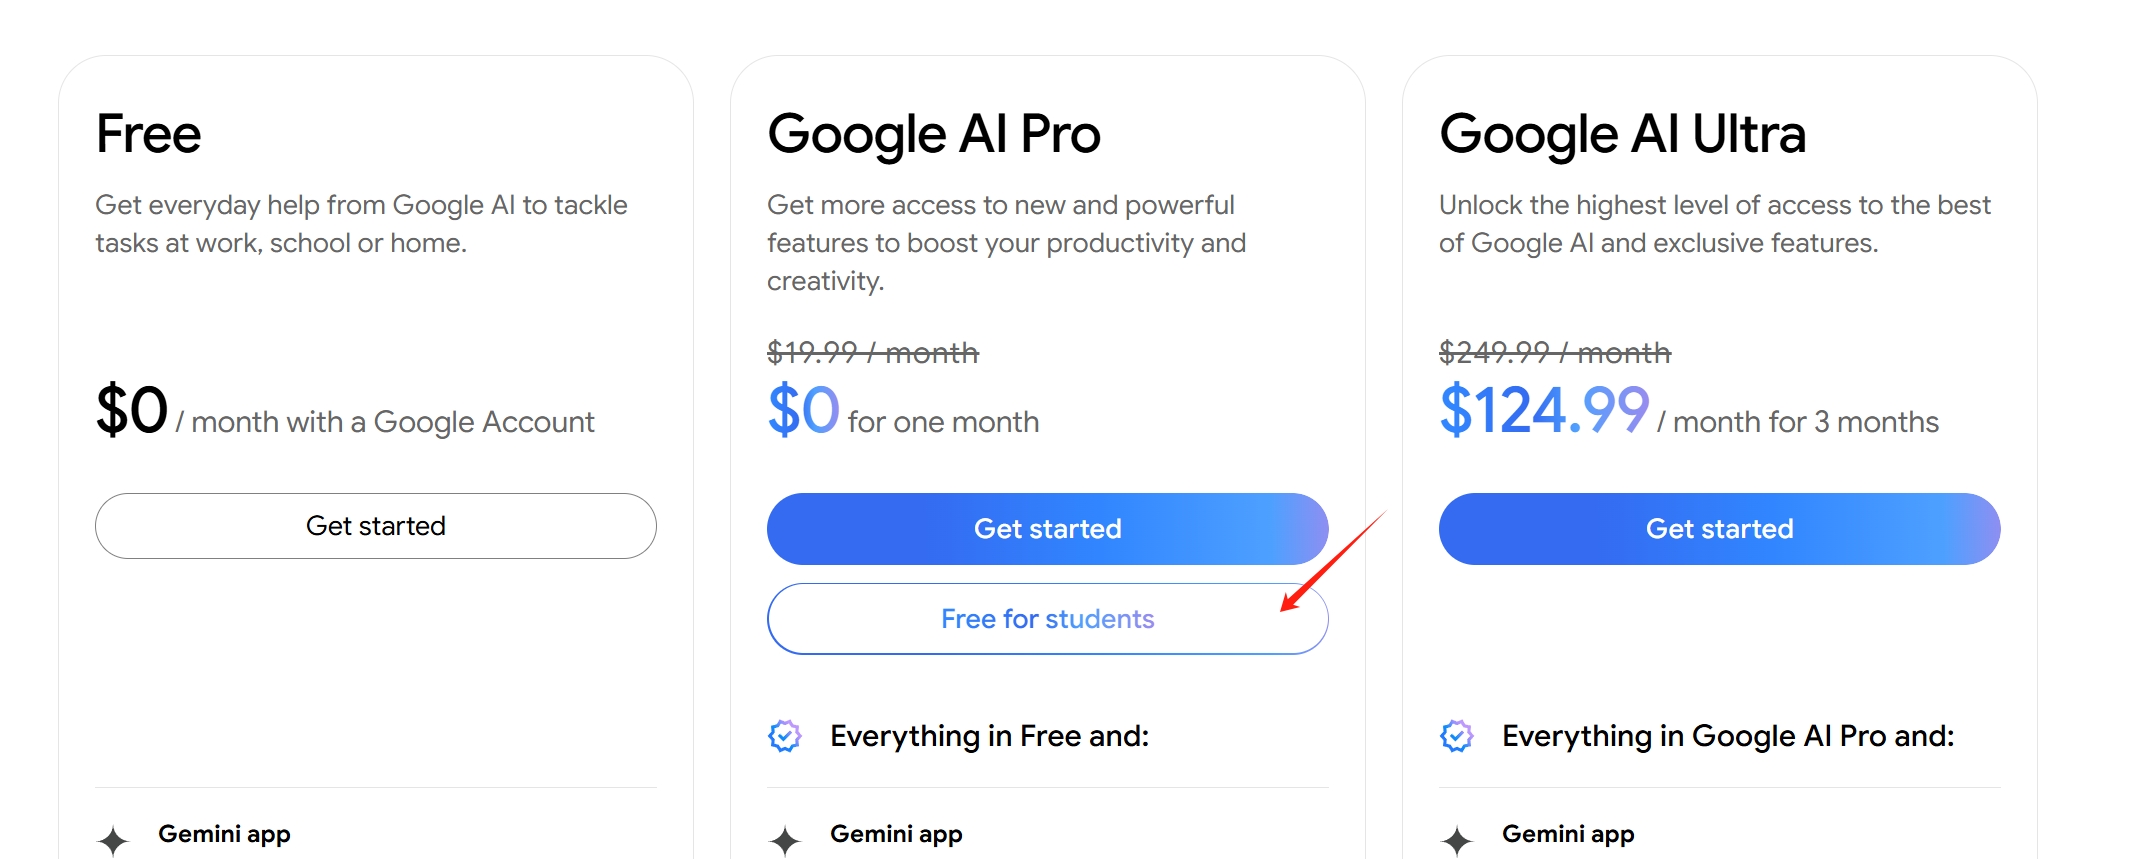 Free
Get everyday help from Google AI to tackle
tasks at work, school or home.
$0 / month with a Google Account
Get started
Gemini app
Google AI Pro
Get more access to new and powerful
features to boost your productivity and
creativity.
$19.99 / month
$0 for one month
Get started
Free for students
Everything in Free and:
Gemini app
Google AI Ultra
Unlock the highest level of access to the best
of Google AI and exclusive features.
$249.99 / month
$124.99 / month for 3 months
Get started
Everything in Google AI Pro and:
Gemini app